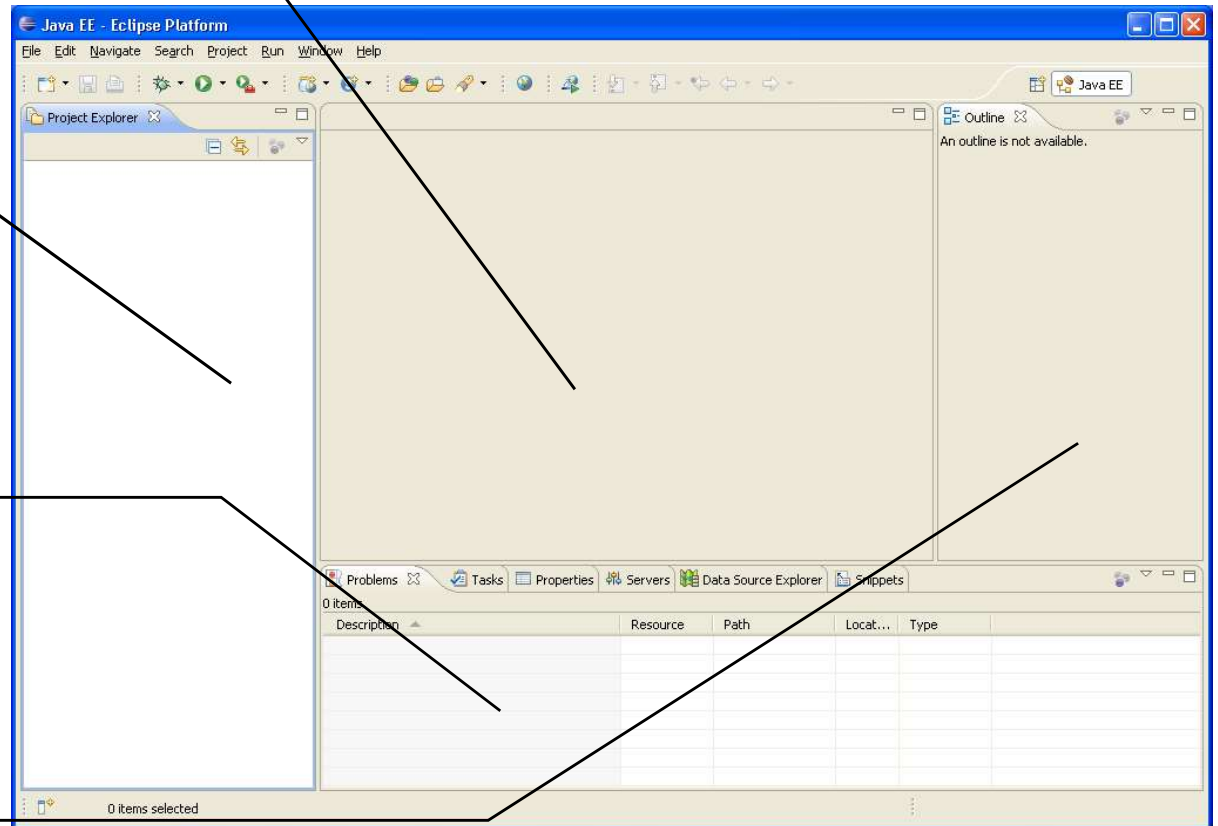 Java EE - Eclipse Platform
File Edit Navigate Search Project Run Window Help
Java EE
Project Explorer
Outline
An outline is not available.
Problems Tasks Properties Servers Data Source Explorer Snippets
0 items
Description Resource Path Locat... Type
0 items selected